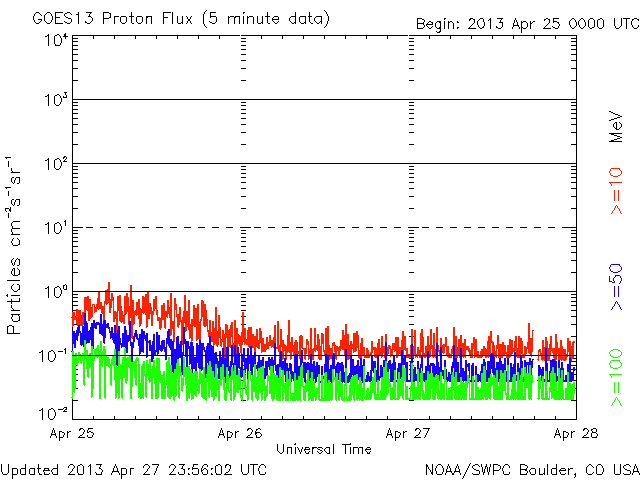 GOES13 Proton Flux (5 minute data)
Begin: 2013 Apr 25 0000 UTC
10⁴
10³
10²
10¹
10⁰
10⁻¹
10⁻²
Particles cm⁻²s⁻¹sr⁻¹
MeV
>=10
>=50
>=100
Apr 25
Apr 26
Apr 27
Apr 28
Universal Time
Updated 2013 Apr 27 23:56:02 UTC
NOAA/SWPC Boulder, CO USA